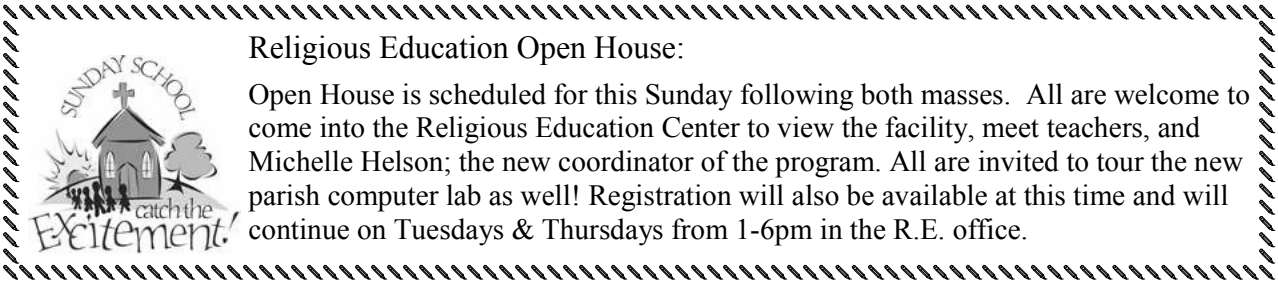 SUNDAY SCHOOL
catch the
Excitement!
Religious Education Open House:
Open House is scheduled for this Sunday following both masses.  All are welcome to
come into the Religious Education Center to view the facility, meet teachers, and
Michelle Helson; the new coordinator of the program. All are invited to tour the new
parish computer lab as well! Registration will also be available at this time and will
continue on Tuesdays & Thursdays from 1-6pm in the R.E. office.